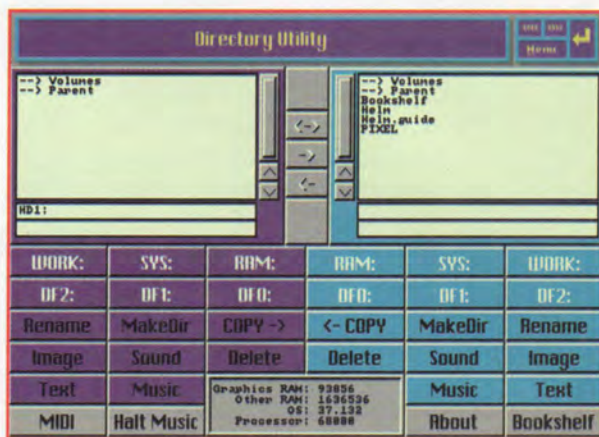 Directory Utility
Menu
--> Volumes
--> Parent
HD1:
<->
->
<-
--> Volumes
--> Parent
Bookshelf
Helm
Helm.guide
PIXEL
WORK: SYS: RAM: RAM: SYS: WORK:
DF2: DF1: DF0: DF0: DF1: DF2:
Rename MakeDir COPY -> <- COPY MakeDir Rename
Image Sound Delete Delete Sound Image
Text Music Music Text
Graphics RAM: 93856
Other RAM: 1636536
OS: 37.132
Processor: 68000
MIDI Halt Music About Bookshelf